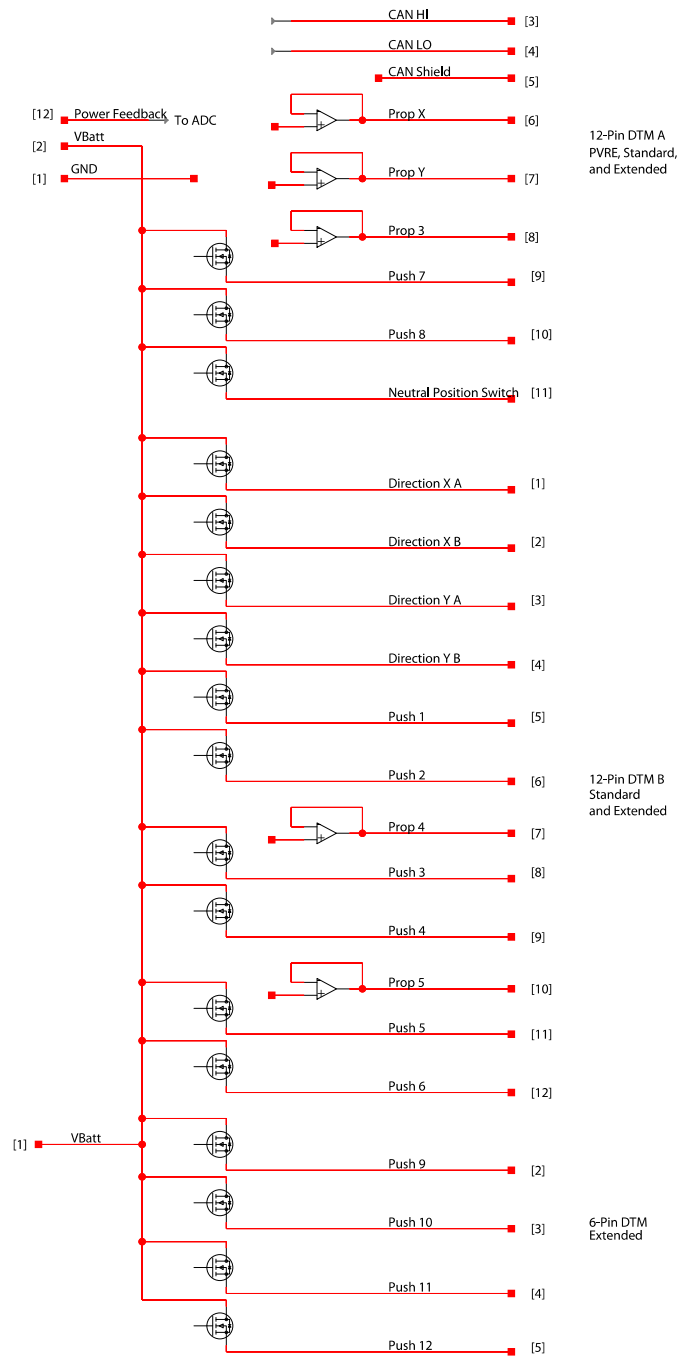 CAN HI [3]
CAN LO [4]
CAN Shield [5]
[12] Power Feedback To ADC
Prop X [6]
[2] VBatt
12-Pin DTM A
PVRE, Standard,
and Extended
[1] GND
Prop Y [7]
Prop 3 [8]
Push 7 [9]
Push 8 [10]
Neutral Position Switch [11]
Direction X A [1]
Direction X B [2]
Direction Y A [3]
Direction Y B [4]
Push 1 [5]
Push 2 [6]
12-Pin DTM B
Standard
and Extended
Prop 4 [7]
Push 3 [8]
Push 4 [9]
Prop 5 [10]
Push 5 [11]
Push 6 [12]
[1] VBatt
Push 9 [2]
Push 10 [3]
6-Pin DTM
Extended
Push 11 [4]
Push 12 [5]